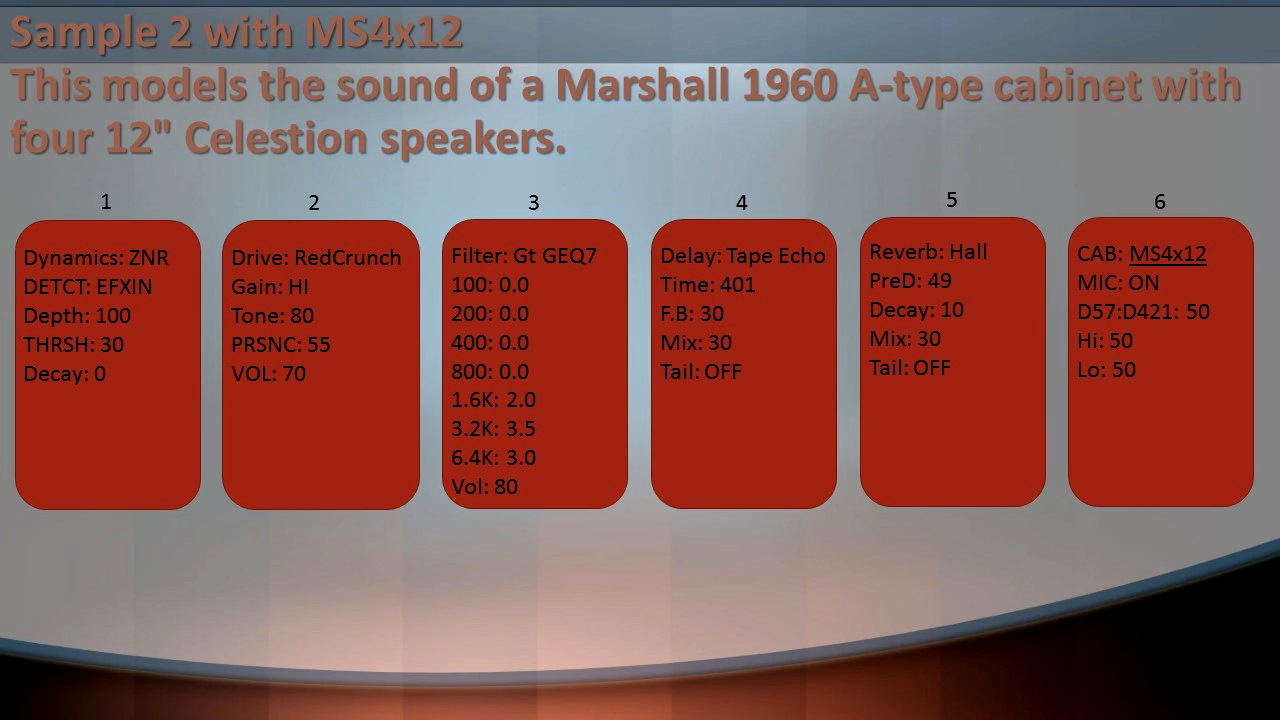 Sample 2 with MS4x12
This models the sound of a Marshall 1960 A-type cabinet with
four 12" Celestion speakers.
1
Dynamics: ZNR
DETCT: EFXIN
Depth: 100
THRSH: 30
Decay: 0
2
Drive: RedCrunch
Gain: HI
Tone: 80
PRSNC: 55
VOL: 70
3
Filter: Gt GEQ7
100: 0.0
200: 0.0
400: 0.0
800: 0.0
1.6K: 2.0
3.2K: 3.5
6.4K: 3.0
Vol: 80
4
Delay: Tape Echo
Time: 401
F.B: 30
Mix: 30
Tail: OFF
5
Reverb: Hall
PreD: 49
Decay: 10
Mix: 30
Tail: OFF
6
CAB: MS4x12
MIC: ON
D57:D421: 50
Hi: 50
Lo: 50